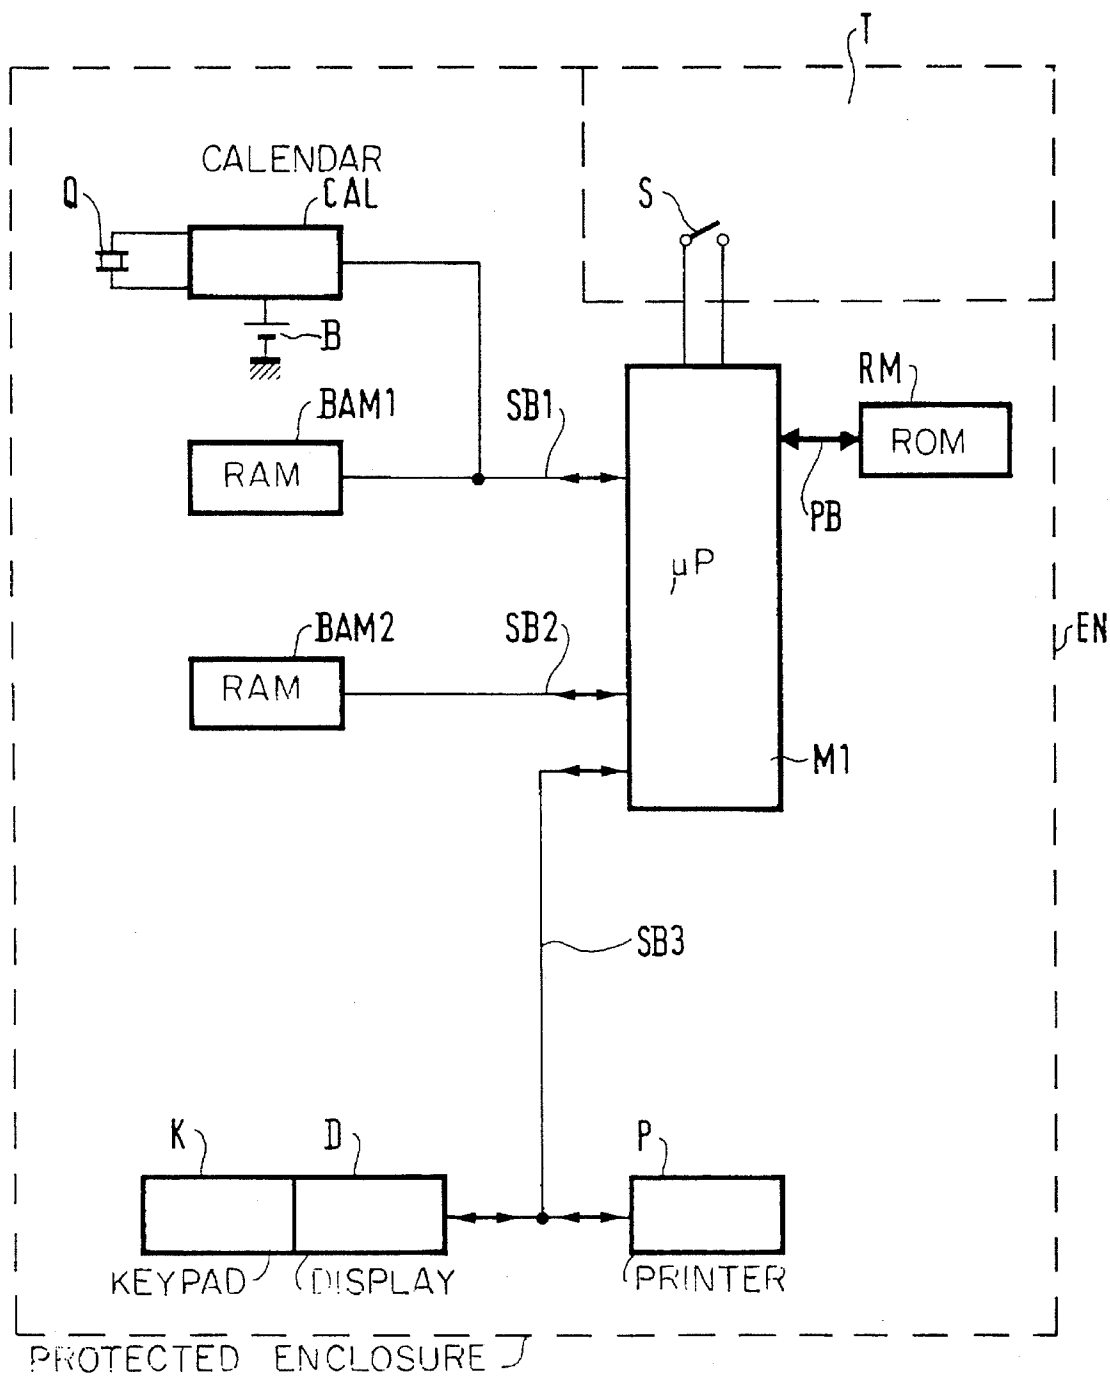 T
CALENDAR
Q
CAL
S
B
BAM1
SB1
RM
RAM
ROM
PB
µP
BAM2
SB2
EN
RAM
M1
SB3
K
D
P
KEYPAD
DISPLAY
PRINTER
PROTECTED ENCLOSURE